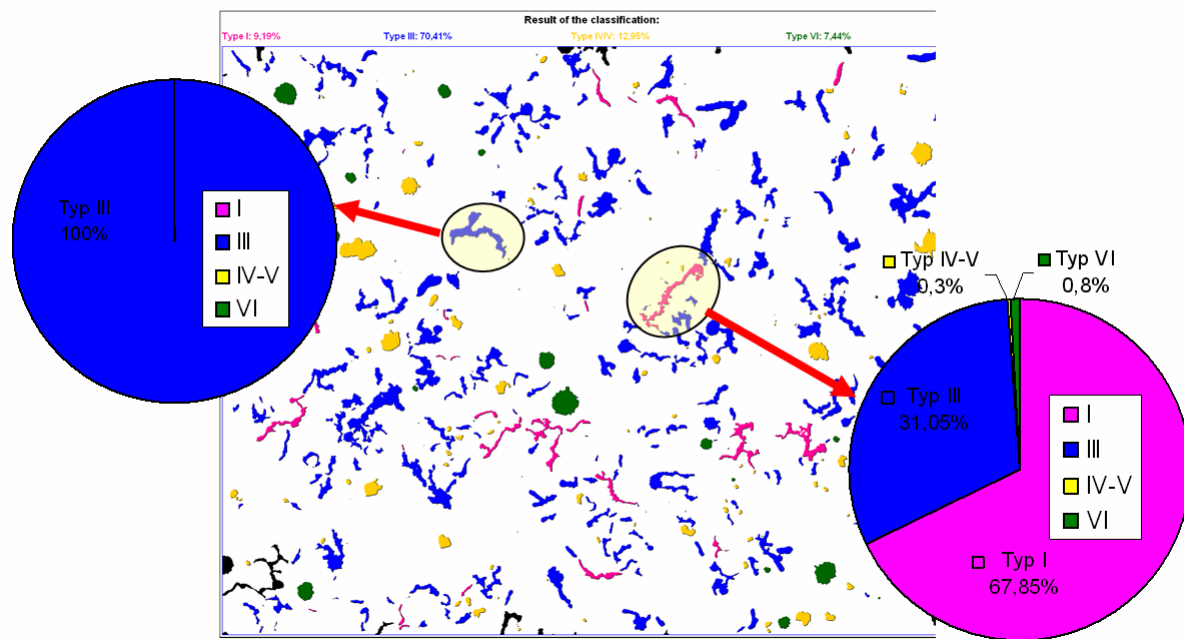 Result of the classification:
Type I: 9,19% Type III: 70,41% Type IV/V: 12,95% Type VI: 7,44%
Typ III
100%
I
III
IV-V
VI
Typ IV-V
0,3%
Typ VI
0,8%
Typ III
31,05%
I
III
IV-V
VI
Typ I
67,85%